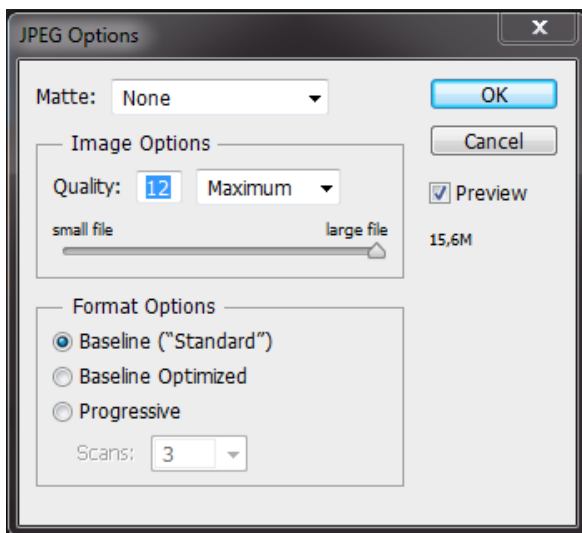 JPEG Options
x
Matte: None
OK
Image Options
Cancel
Quality: 12 Maximum
Preview
small file large file
15,6M
Format Options
Baseline (“Standard”)
Baseline Optimized
Progressive
Scans: 3